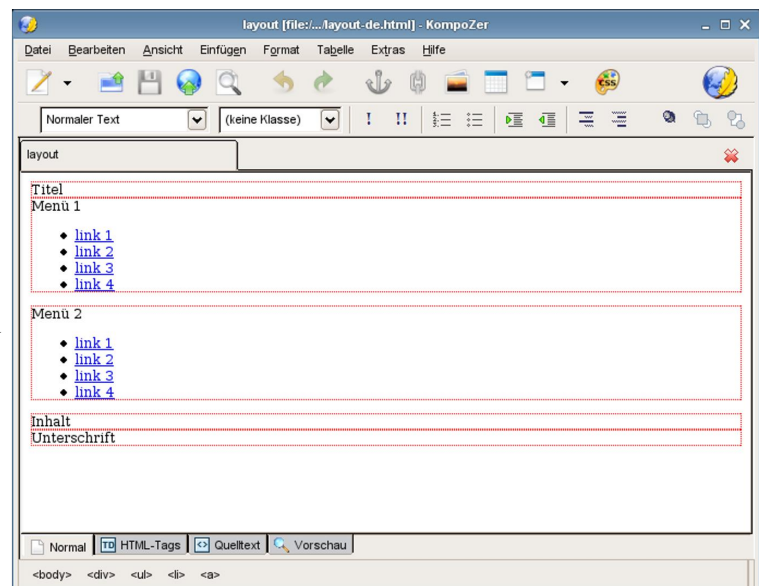 layout [file:/.../layout-de.html] - KompoZer
Datei Bearbeiten Ansicht Einfügen Format Tabelle Extras Hilfe
CSS
Normaler Text (keine Klasse) ! !!
layout
Titel
Menü 1
link 1
link 2
link 3
link 4
Menü 2
link 1
link 2
link 3
link 4
Inhalt
Unterschrift
Normal TD HTML-Tags <> Quelltext Vorschau
<body> <div> <ul> <li> <a>